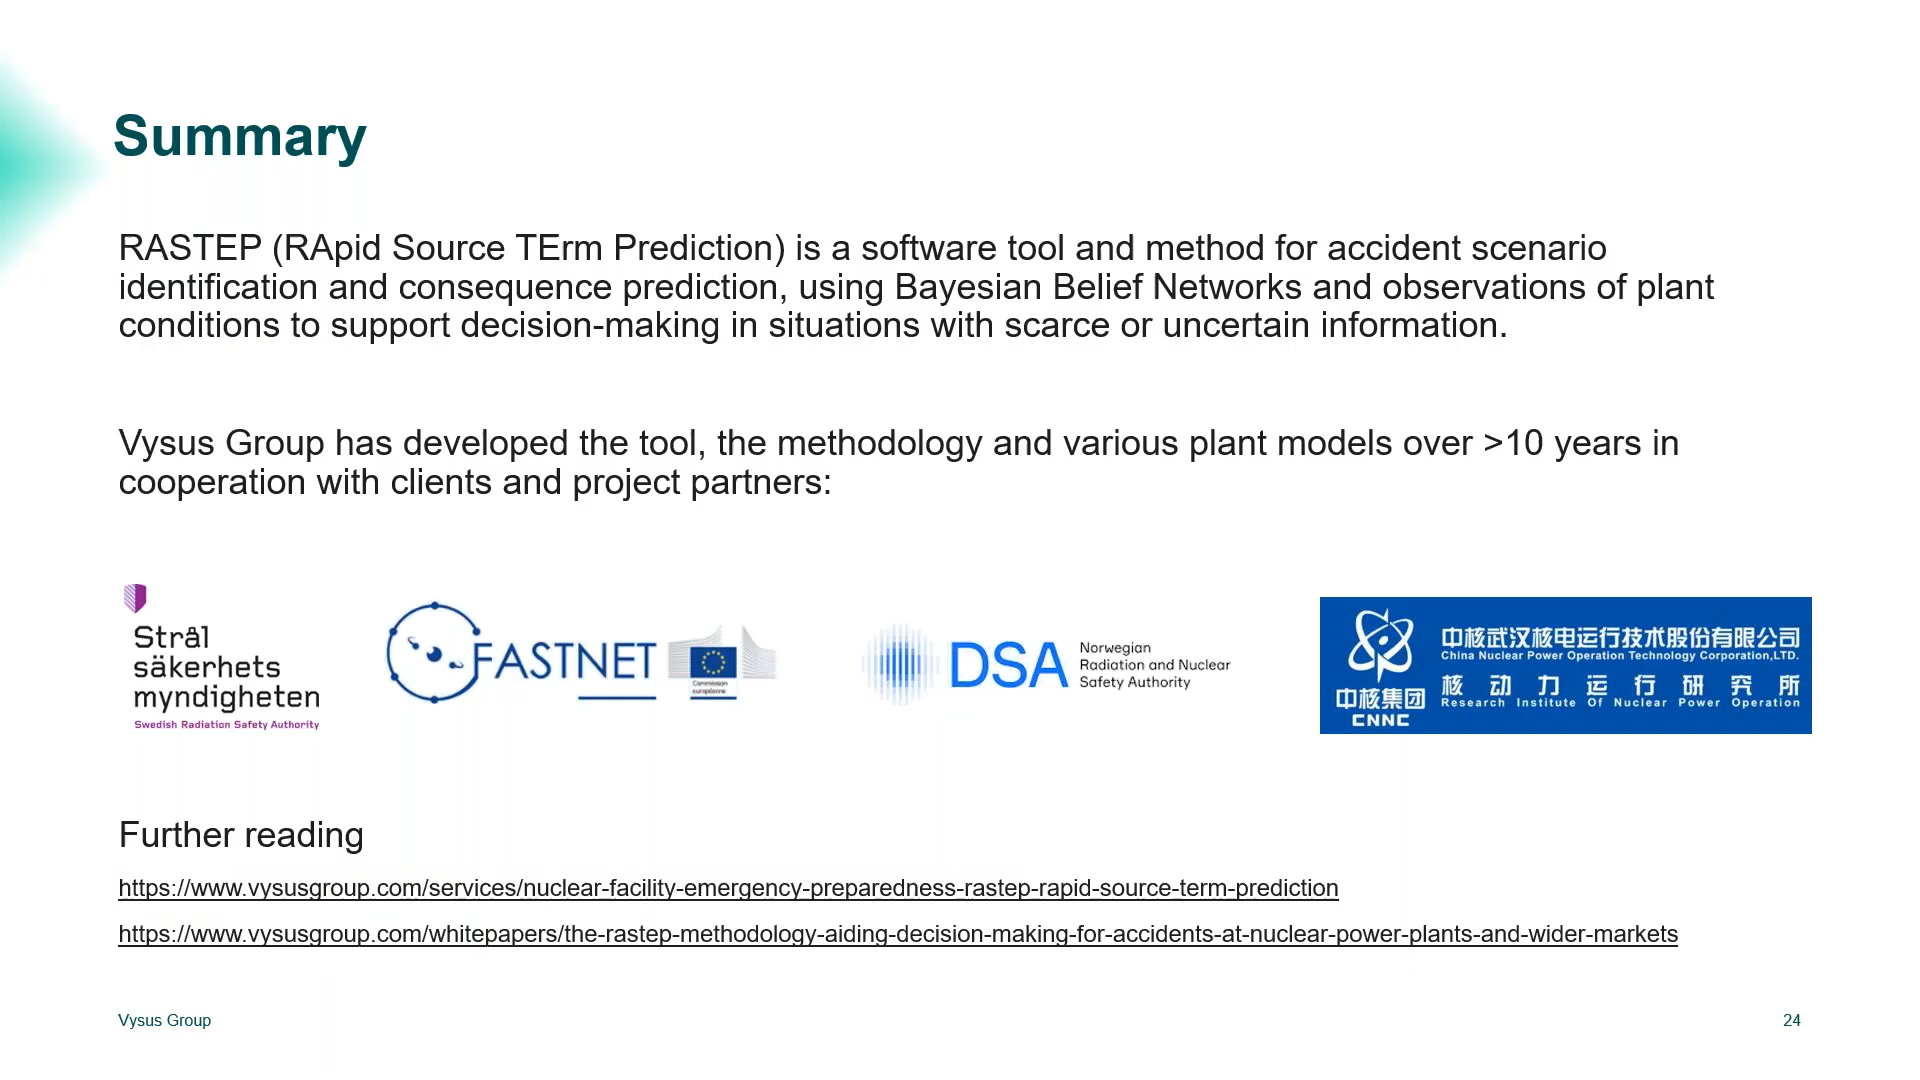 Summary
RASTEP (RApid Source TErm Prediction) is a software tool and method for accident scenario
identification and consequence prediction, using Bayesian Belief Networks and observations of plant
conditions to support decision-making in situations with scarce or uncertain information.
Vysus Group has developed the tool, the methodology and various plant models over >10 years in
cooperation with clients and project partners:
Strål
säkerhets
myndigheten
Swedish Radiation Safety Authority
FASTNET
Commission
européenne
DSA
Norwegian
Radiation and Nuclear
Safety Authority
中核集团
CNNC
中核武汉核电运行技术股份有限公司
China Nuclear Power Operation Technology Corporation,LTD.
核动力运行研究所
Research Institute Of Nuclear Power Operation
Further reading
https://www.vysusgroup.com/services/nuclear-facility-emergency-preparedness-rastep-rapid-source-term-prediction
https://www.vysusgroup.com/whitepapers/the-rastep-methodology-aiding-decision-making-for-accidents-at-nuclear-power-plants-and-wider-markets
Vysus Group
24